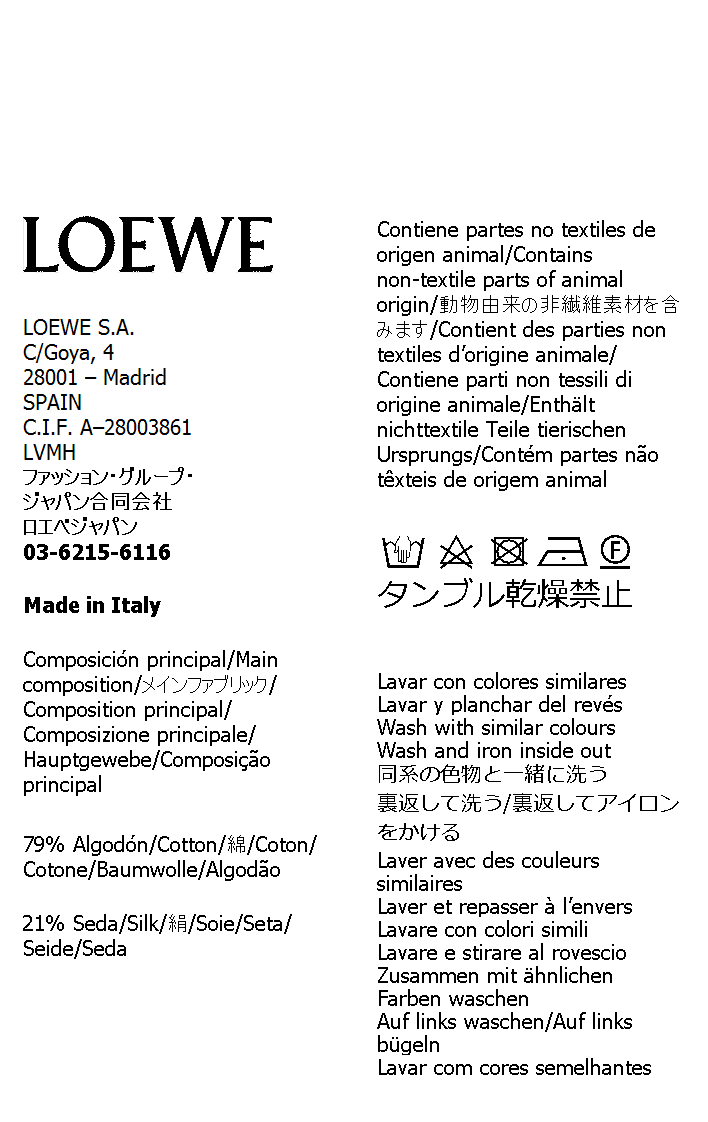 LOEWE
LOEWE S.A.
C/Goya, 4
28001 – Madrid
SPAIN
C.I.F. A–28003861
LVMH
ファッション・グループ・
ジャパン合同会社
ロエベジャパン
03-6215-6116
Made in Italy
Composición principal/Main
composition/メインファブリック/
Composition principal/
Composizione principale/
Hauptgewebe/Composição
principal
79% Algodón/Cotton/綿/Coton/
Cotone/Baumwolle/Algodão
21% Seda/Silk/絹/Soie/Seta/
Seide/Seda
Contiene partes no textiles de
origen animal/Contains
non-textile parts of animal
origin/動物由来の非繊維素材を含
みます/Contient des parties non
textiles d’origine animale/
Contiene parti non tessili di
origine animale/Enthält
nichttextile Teile tierischen
Ursprungs/Contém partes não
têxteis de origem animal
F
タンブル乾燥禁止
Lavar con colores similares
Lavar y planchar del revés
Wash with similar colours
Wash and iron inside out
同系の色物と一緒に洗う
裏返して洗う/裏返してアイロン
をかける
Laver avec des couleurs
similaires
Laver et repasser à l’envers
Lavare con colori simili
Lavare e stirare al rovescio
Zusammen mit ähnlichen
Farben waschen
Auf links waschen/Auf links
bügeln
Lavar com cores semelhantes